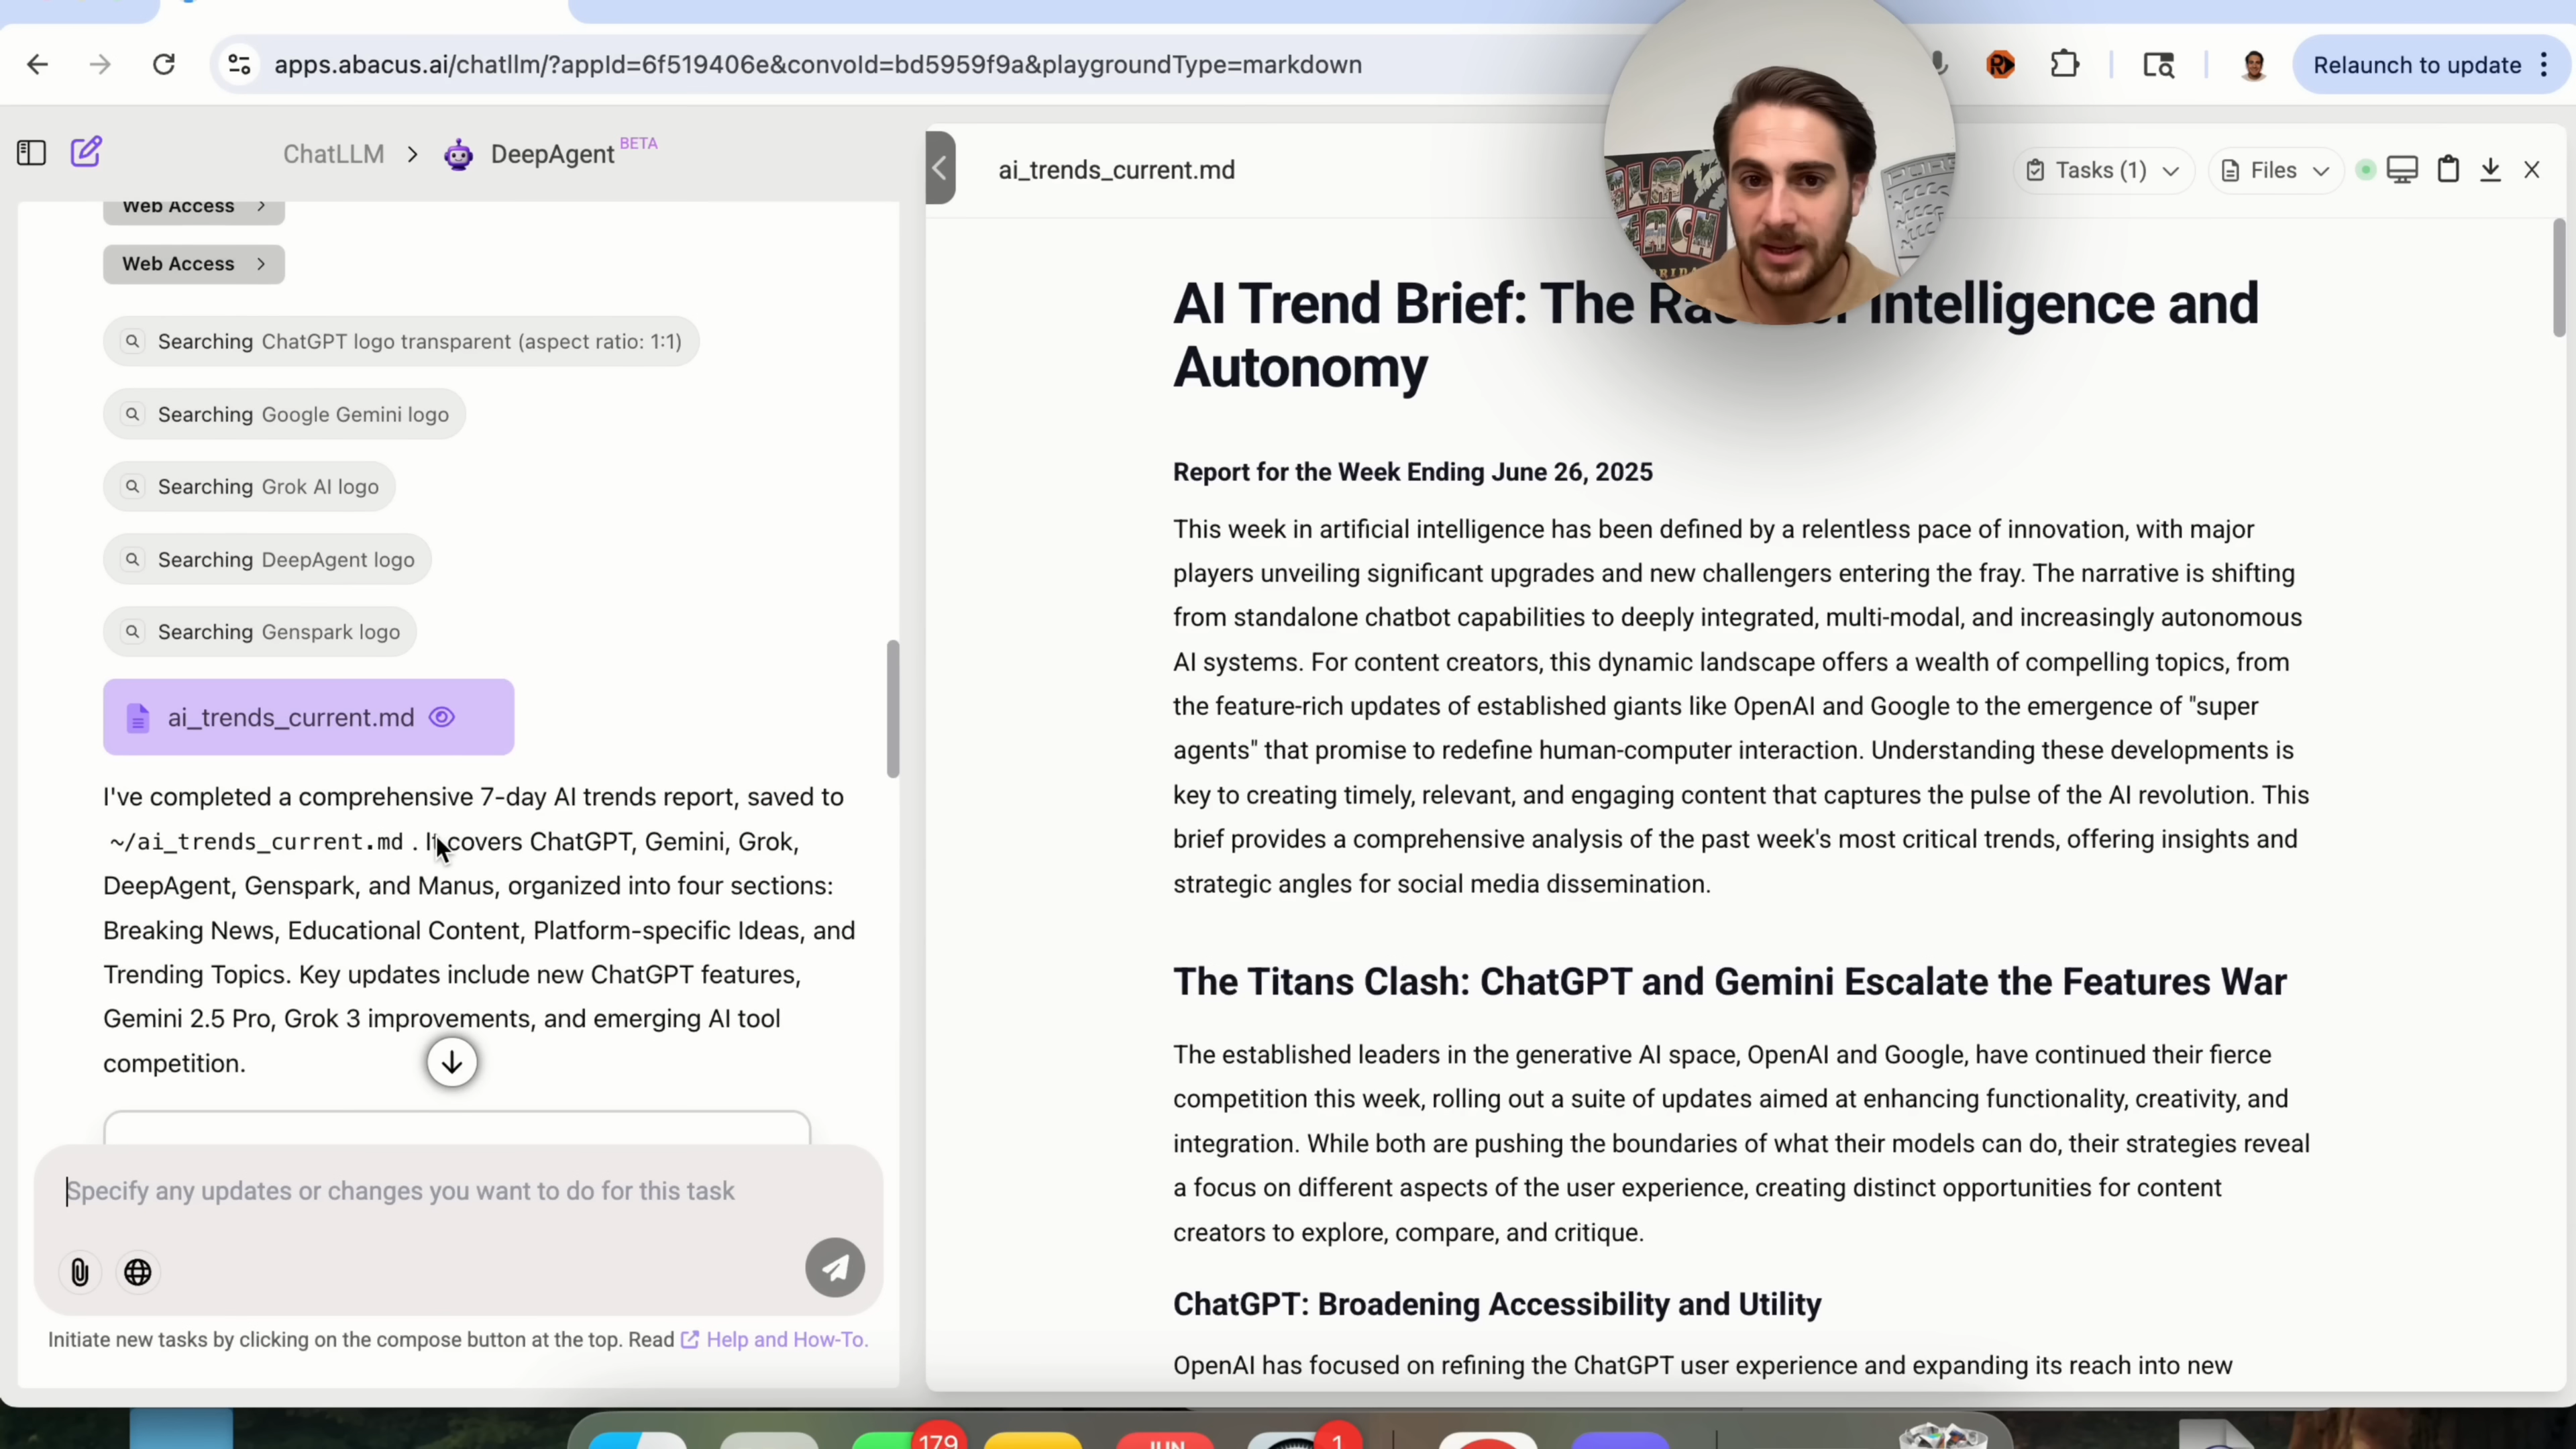 apps.abacus.ai/chatllm/?appId=6f519406e&convoId=bd5959f9a&playgroundType=markdown
Relaunch to update
ChatLLM > DeepAgent BETA
Web Access >
Web Access >
Searching ChatGPT logo transparent (aspect ratio: 1:1)
Searching Google Gemini logo
Searching Grok AI logo
Searching DeepAgent logo
Searching Genspark logo
ai_trends_current.md
I've completed a comprehensive 7-day AI trends report, saved to
~/ai_trends_current.md . It covers ChatGPT, Gemini, Grok,
DeepAgent, Genspark, and Manus, organized into four sections:
Breaking News, Educational Content, Platform-specific Ideas, and
Trending Topics. Key updates include new ChatGPT features,
Gemini 2.5 Pro, Grok 3 improvements, and emerging AI tool
competition.
Specify any updates or changes you want to do for this task
Initiate new tasks by clicking on the compose button at the top. Read Help and How-To.
ai_trends_current.md
Tasks (1)
Files
AI Trend Brief: The Intelligence and
Autonomy
Report for the Week Ending June 26, 2025
This week in artificial intelligence has been defined by a relentless pace of innovation, with major
players unveiling significant upgrades and new challengers entering the fray. The narrative is shifting
from standalone chatbot capabilities to deeply integrated, multi-modal, and increasingly autonomous
AI systems. For content creators, this dynamic landscape offers a wealth of compelling topics, from
the feature-rich updates of established giants like OpenAI and Google to the emergence of "super
agents" that promise to redefine human-computer interaction. Understanding these developments is
key to creating timely, relevant, and engaging content that captures the pulse of the AI revolution. This
brief provides a comprehensive analysis of the past week's most critical trends, offering insights and
strategic angles for social media dissemination.
The Titans Clash: ChatGPT and Gemini Escalate the Features War
The established leaders in the generative AI space, OpenAI and Google, have continued their fierce
competition this week, rolling out a suite of updates aimed at enhancing functionality, creativity, and
integration. While both are pushing the boundaries of what their models can do, their strategies reveal
a focus on different aspects of the user experience, creating distinct opportunities for content
creators to explore, compare, and critique.
ChatGPT: Broadening Accessibility and Utility
OpenAI has focused on refining the ChatGPT user experience and expanding its reach into new
179
JUN
1